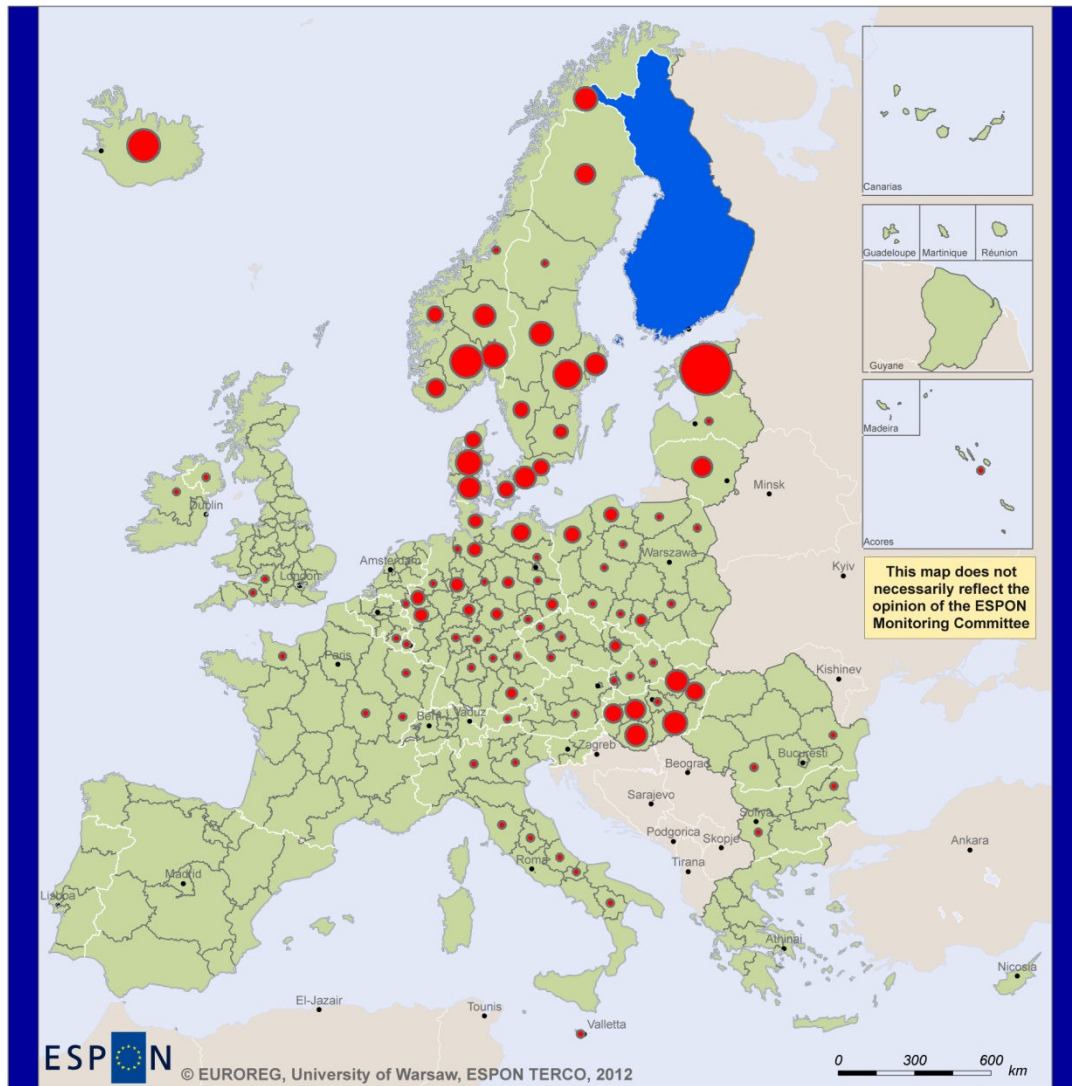 Canarias
Guadeloupe
Martinique
Réunion
Guyane
Madeira
Acores
This map does not
necessarily reflect the
opinion of the ESPON
Monitoring Committee
Dublin
London
Amsterdam
Minsk
Warszawa
Kyiv
Paris
Kishinev
Bern
Vaduz
Zagreb
Bucuresti
Beograd
Sarajevo
Sofiya
Podgorica
Skopje
Ankara
Roma
Tirana
Madrid
Lisboa
Athinai
Nicosia
El-Jazair
Tounis
Valletta
ESPON
© EUROREG, University of Warsaw, ESPON TERCO, 2012
0 300 600
km